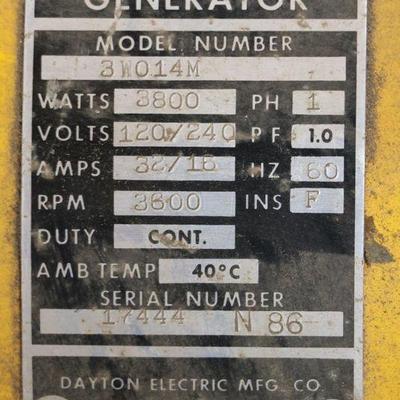 GENERATOR
MODEL NUMBER
3W014M
WATTS 3800 PH 1
VOLTS 120/240 PF 1.0
AMPS 32/16 HZ 60
RPM 3600 INS F
DUTY CONT.
AMB TEMP 40°C
SERIAL NUMBER
17444 N 86
DAYTON ELECTRIC MFG. CO.